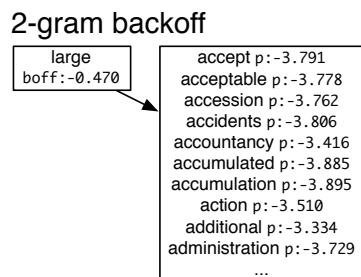 2-gram backoff
large
boff:-0.470
accept p:-3.791
acceptable p:-3.778
accession p:-3.762
accidents p:-3.806
accountancy p:-3.416
accumulated p:-3.885
accumulation p:-3.895
action p:-3.510
additional p:-3.334
administration p:-3.729
...